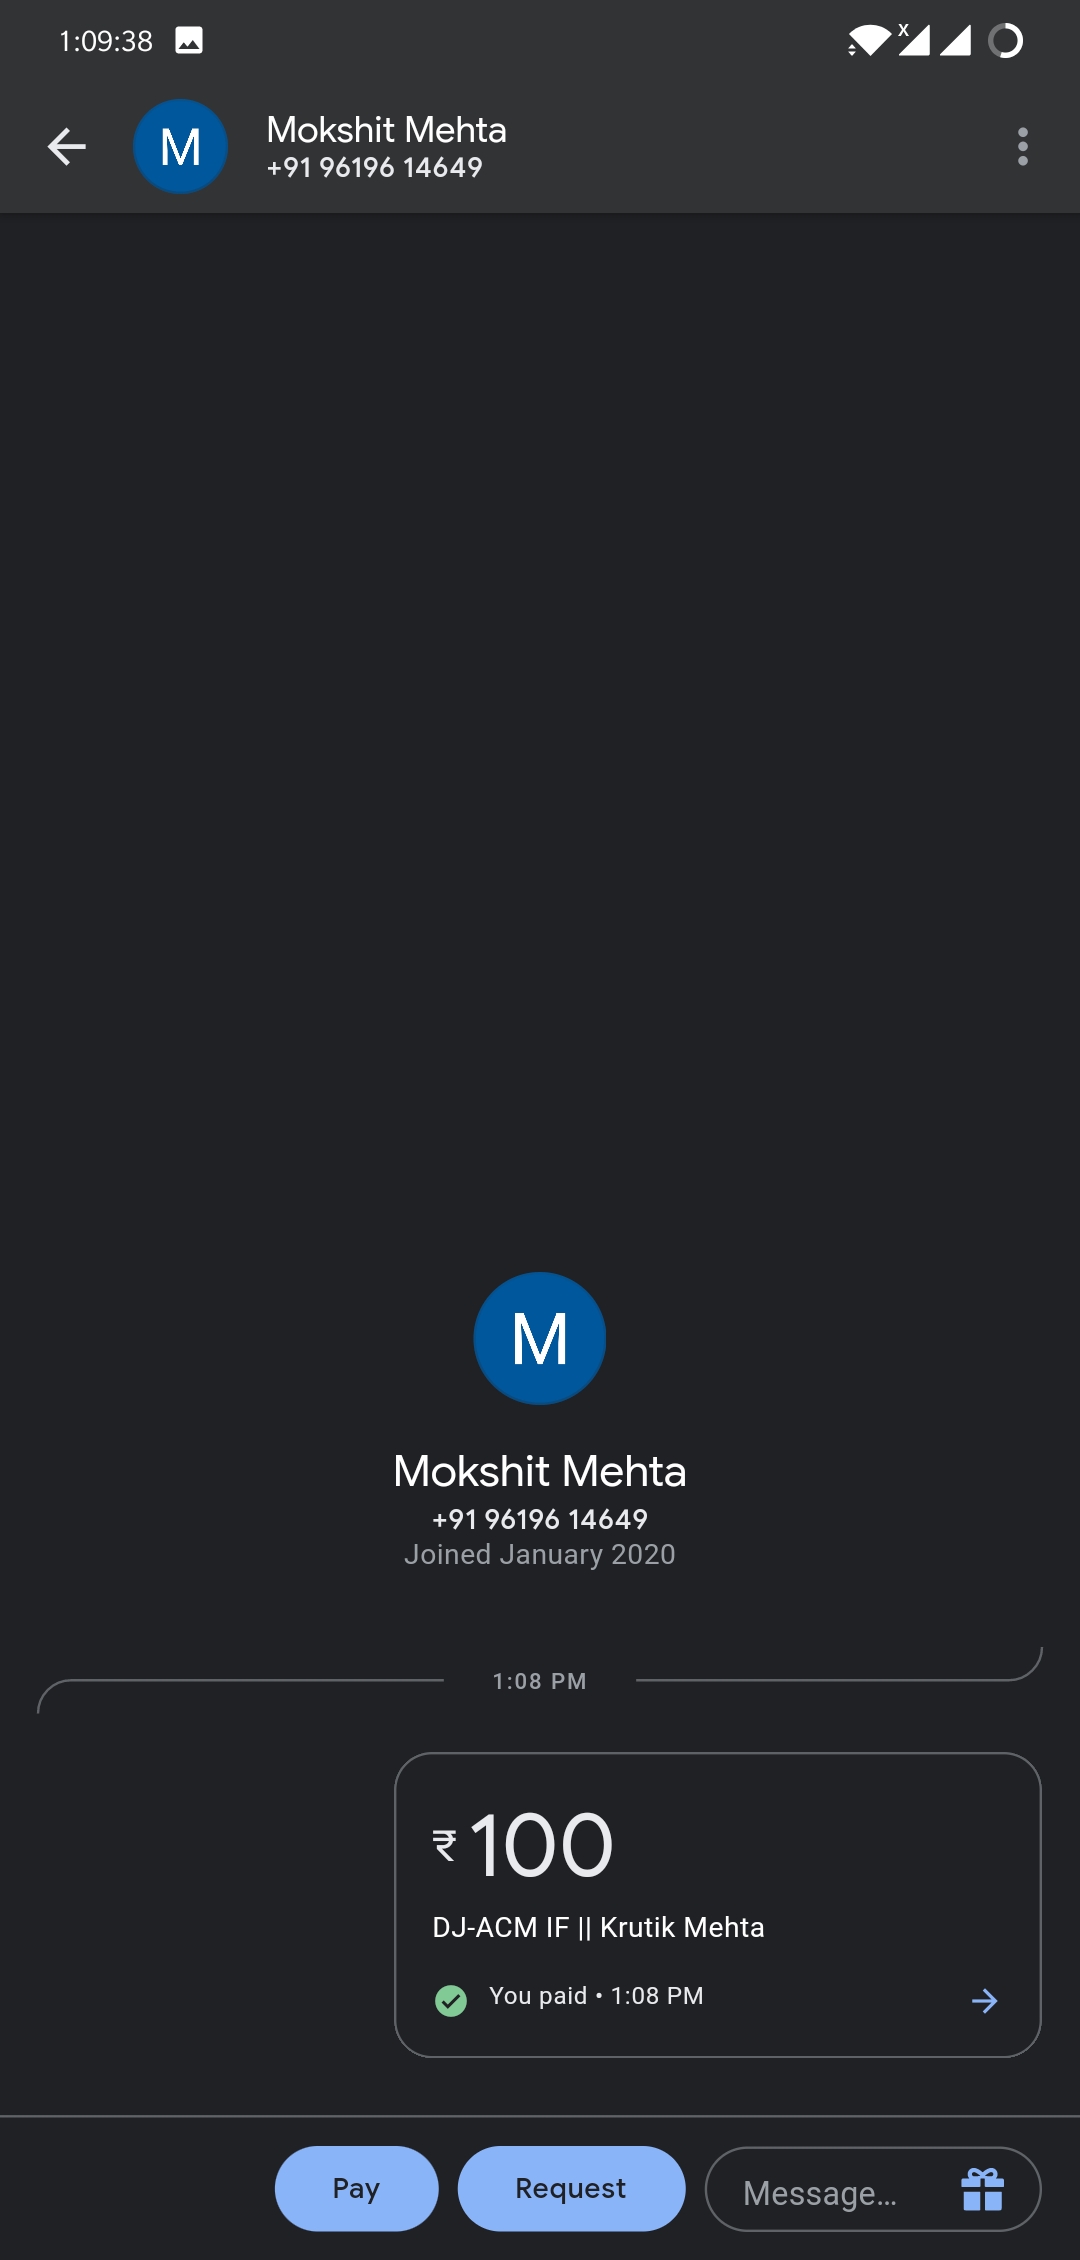 1:09:38
M
Mokshit Mehta
+91 96196 14649
M
Mokshit Mehta
+91 96196 14649
Joined January 2020
1:08 PM
₹100
DJ-ACM IF || Krutik Mehta
You paid • 1:08 PM
Pay
Request
Message...